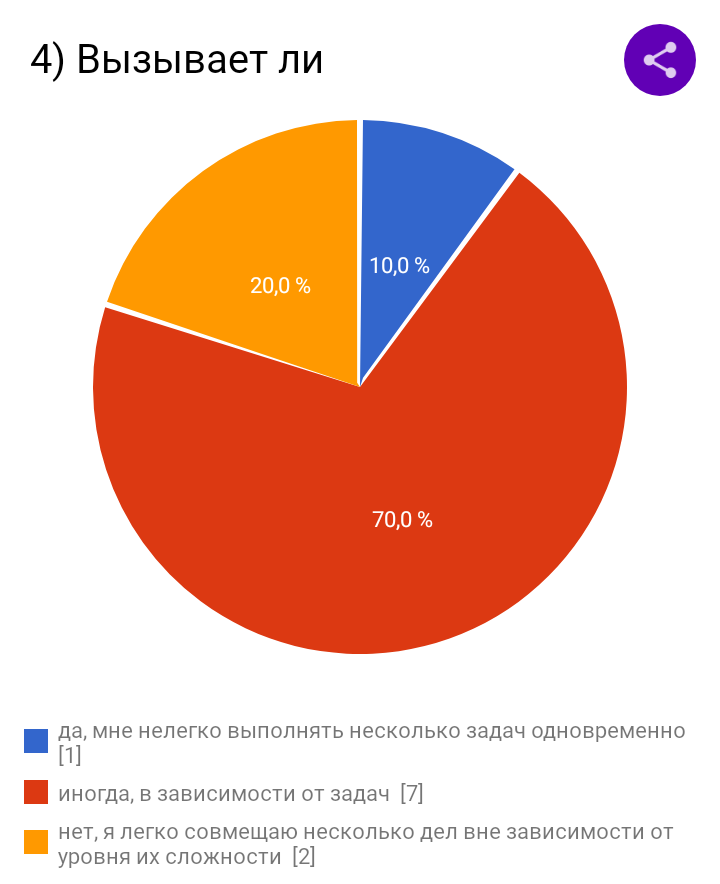 4) Вызывает ли
10,0 %
20,0 %
70,0 %
да, мне нелегко выполнять несколько задач одновременно
[1]
иногда, в зависимости от задач  [7]
нет, я легко совмещаю несколько дел вне зависимости от
уровня их сложности  [2]